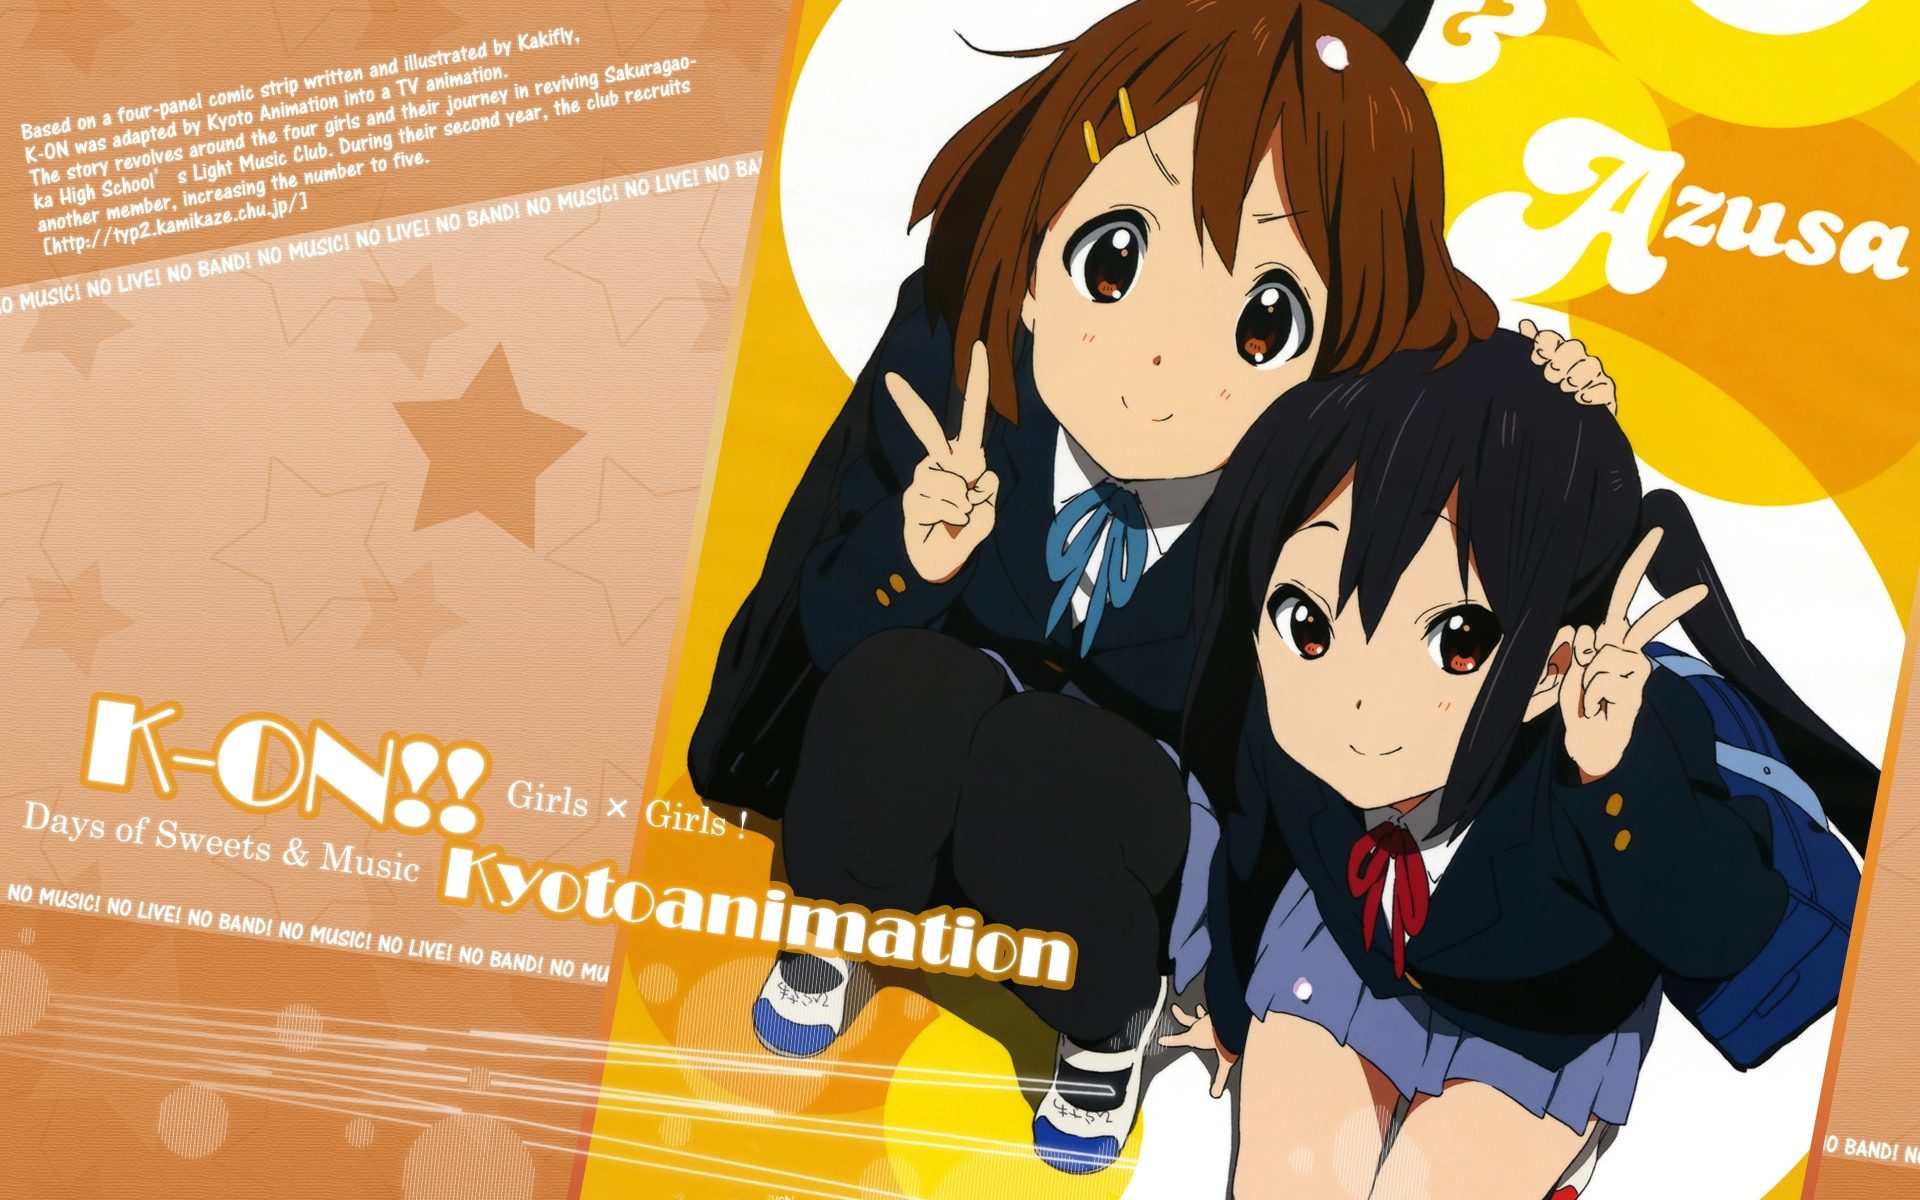 Based on a four-panel comic strip written and illustrated by Kakifly,
K-ON was adapted by Kyoto Animation into a TV animation.
The story revolves around the four girls and their journey in reviving Sakuragao-
ka High School’ s Light Music Club. During their second year, the club recruits
another member, increasing the number to five.
[http://typ2.kamikaze.chu.jp/]
NO MUSIC! NO LIVE! NO BAND! NO MUSIC! NO LIVE! NO BAND! NO MUSIC! NO LIVE! NO BA
&
Azusa
K-ON!!
Girls × Girls !
Days of Sweets & Music
Kyotoanimation
NO MUSIC! NO LIVE! NO BAND! NO MUSIC! NO LIVE! NO BAND! NO MU
O BAND! N